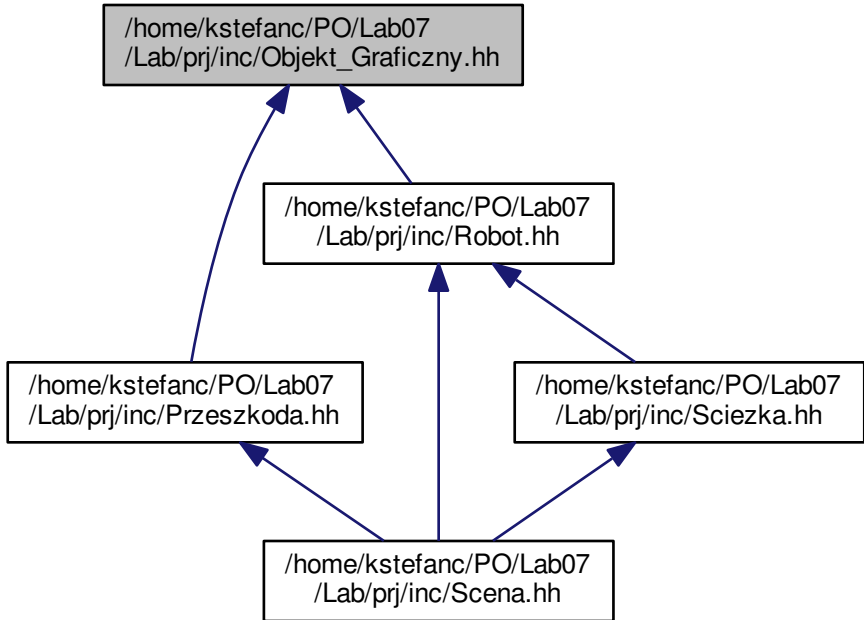 /home/kstefanc/PO/Lab07
/Lab/prj/inc/Objekt_Graficzny.hh
/home/kstefanc/PO/Lab07
/Lab/prj/inc/Robot.hh
/home/kstefanc/PO/Lab07
/Lab/prj/inc/Przeszkoda.hh
/home/kstefanc/PO/Lab07
/Lab/prj/inc/Sciezka.hh
/home/kstefanc/PO/Lab07
/Lab/prj/inc/Scena.hh